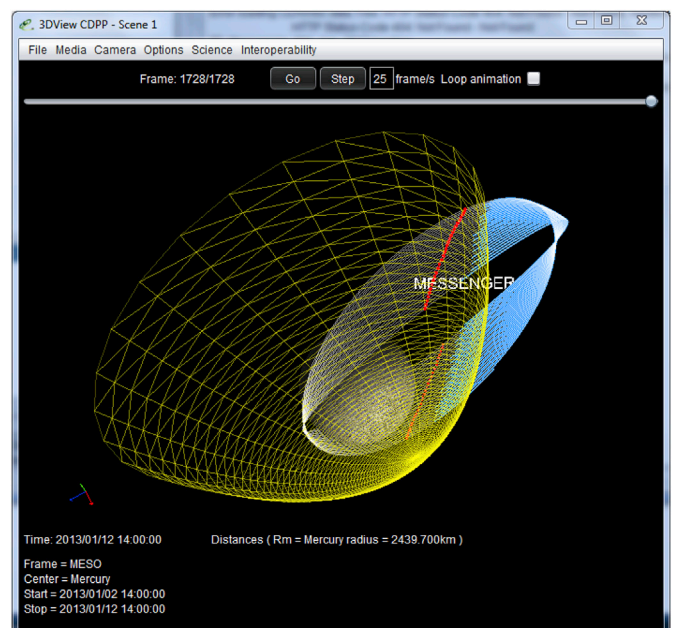 3DView CDPP - Scene 1
File Media Camera Options Science Interoperability
Frame: 1728/1728 Go Step 25 frame/s Loop animation
MESSENGER
Time: 2013/01/12 14:00:00 Distances ( Rm = Mercury radius = 2439.700km )
Frame = MESO
Center = Mercury
Start = 2013/01/02 14:00:00
Stop = 2013/01/12 14:00:00